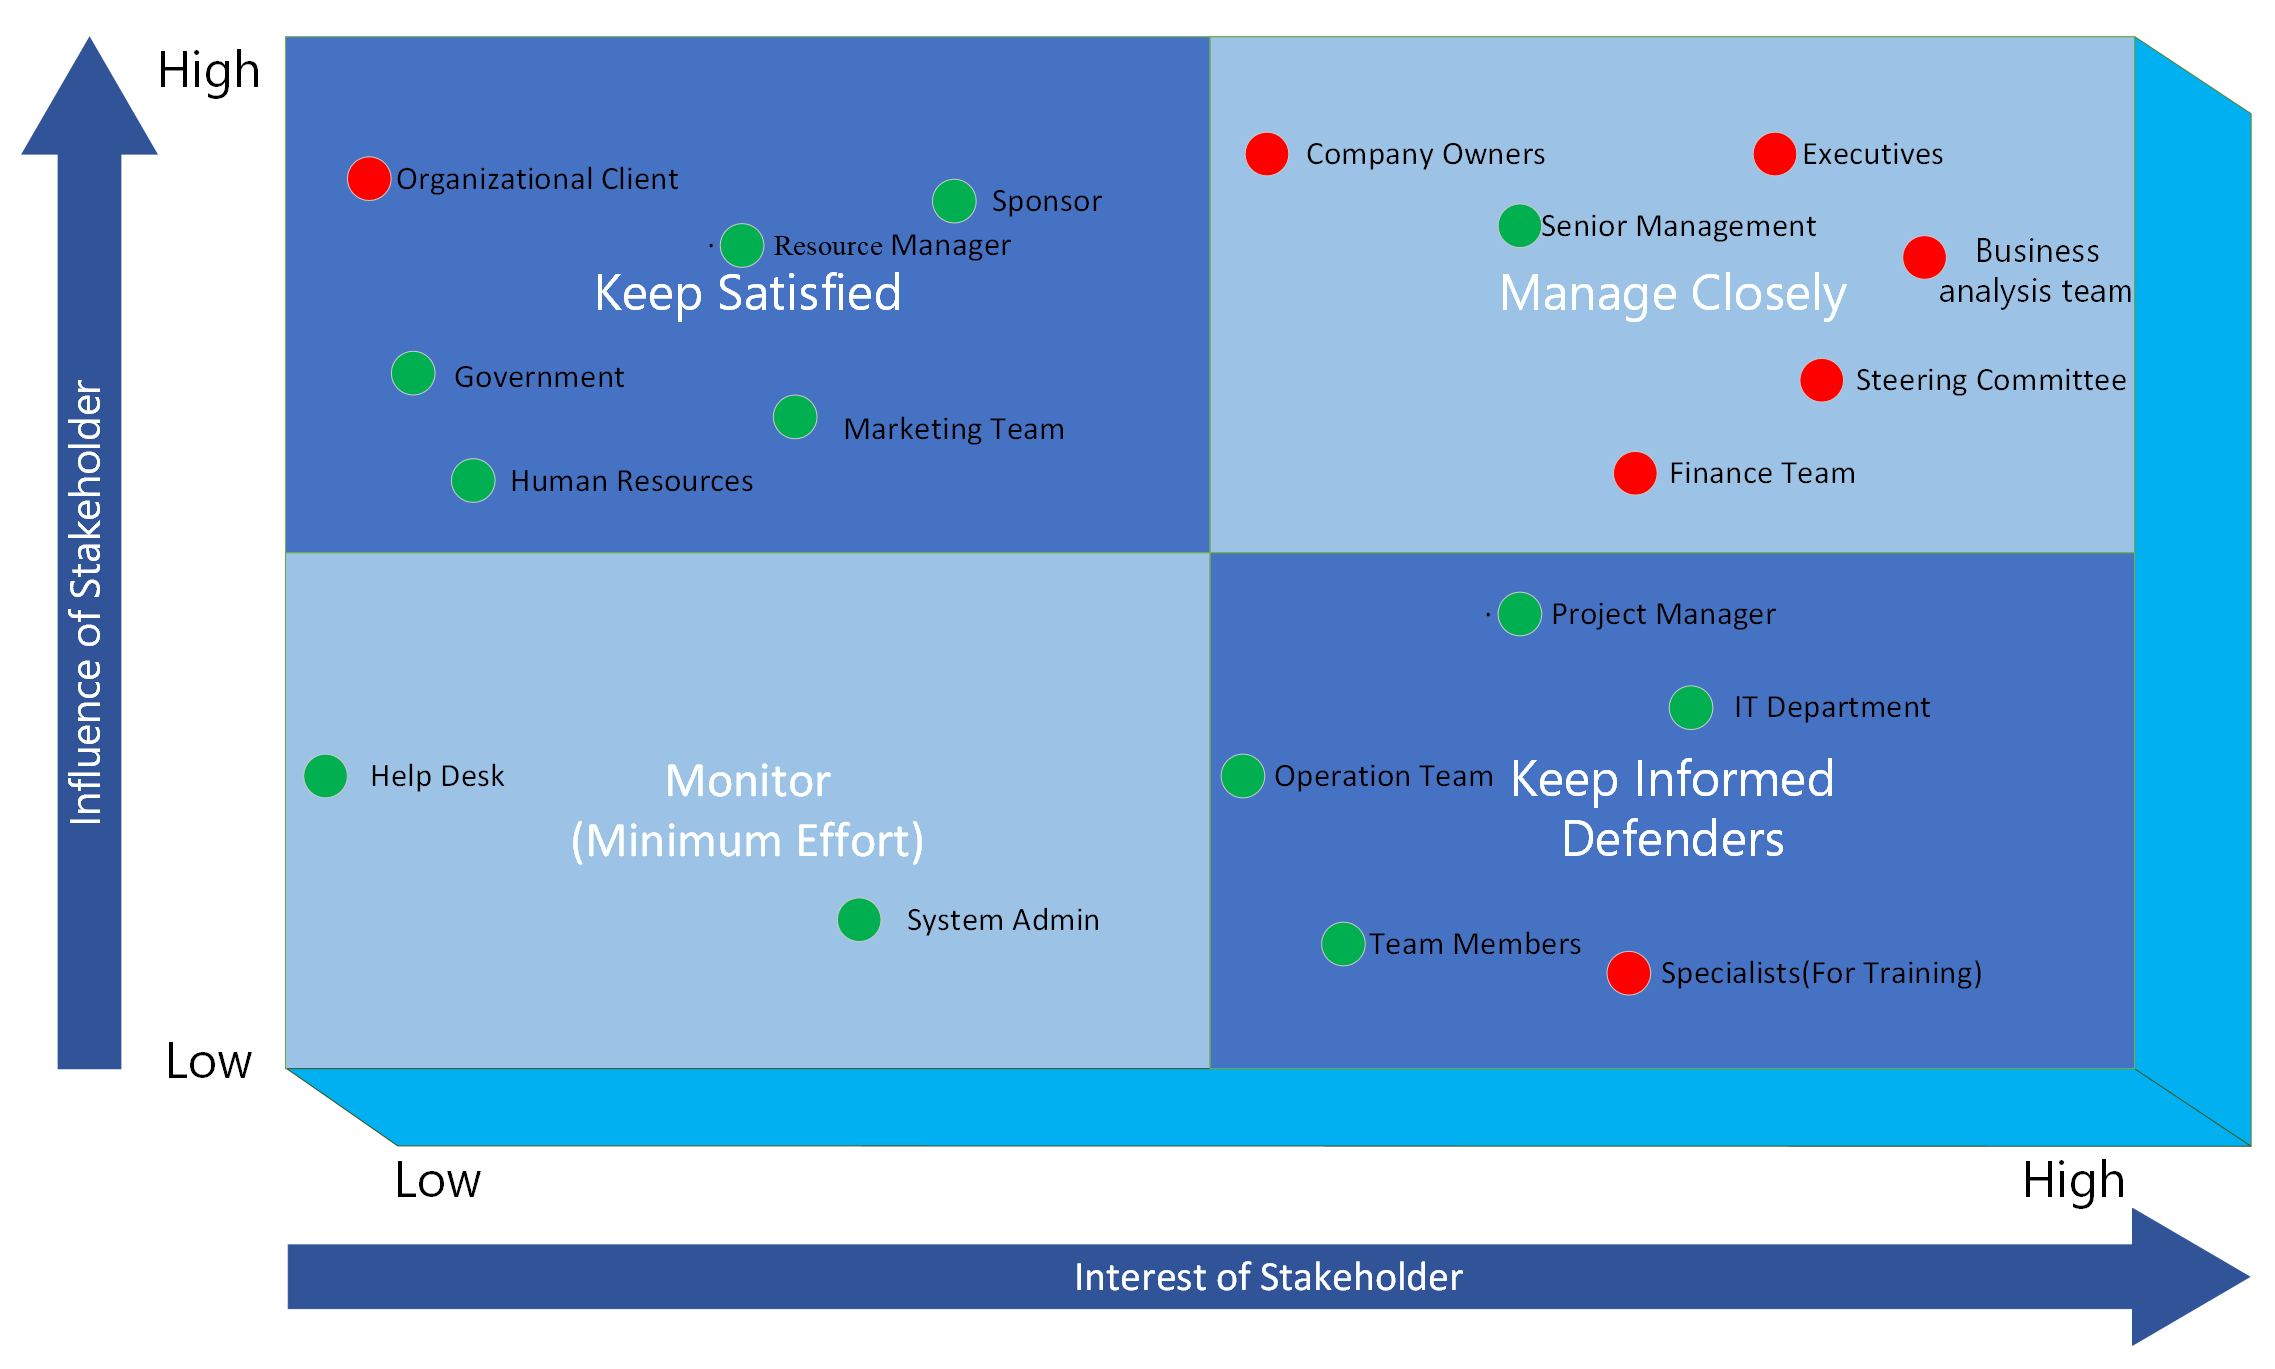 High
Organizational Client
Sponsor
Resource Manager
Keep Satisfied
Government
Marketing Team
Human Resources
Company Owners
Executives
Senior Management
Business
analysis team
Manage Closely
Steering Committee
Finance Team
Influence of Stakeholder
Help Desk
Monitor
(Minimum Effort)
System Admin
Project Manager
IT Department
Operation Team
Keep Informed
Defenders
Team Members
Specialists(For Training)
Low
Low
High
Interest of Stakeholder